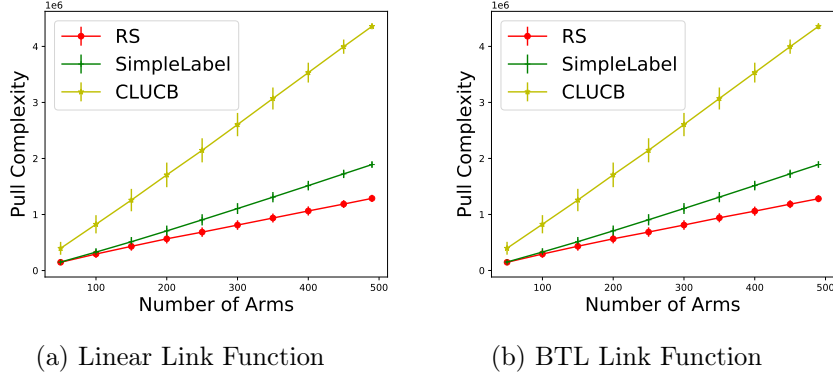 1e6
4
3
2
1
0
Pull Complexity
RS
SimpleLabel
CLUCB
100 200 300 400 500
Number of Arms
(a) Linear Link Function
1e6
4
3
2
1
0
Pull Complexity
RS
SimpleLabel
CLUCB
100 200 300 400 500
Number of Arms
(b) BTL Link Function